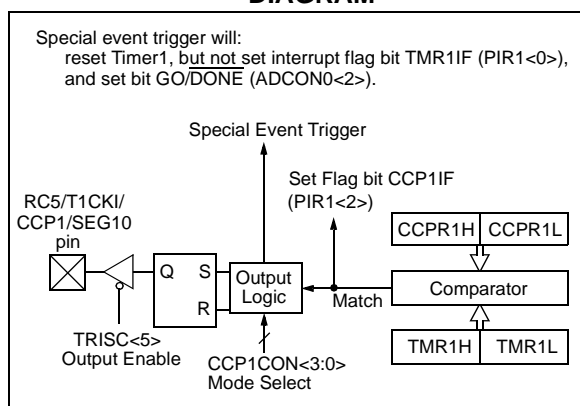 DIAGRAM
Special event trigger will:
reset Timer1, but not set interrupt flag bit TMR1IF (PIR1<0>),
and set bit GO/DONE (ADCON0<2>).
Special Event Trigger
Set Flag bit CCP1IF
(PIR1<2>)
RC5/T1CKI/
CCP1/SEG10
pin
CCPR1H CCPR1L
Q S
R
Output
Logic
Match
Comparator
TRISC<5>
Output Enable
CCP1CON<3:0>
Mode Select
TMR1H TMR1L